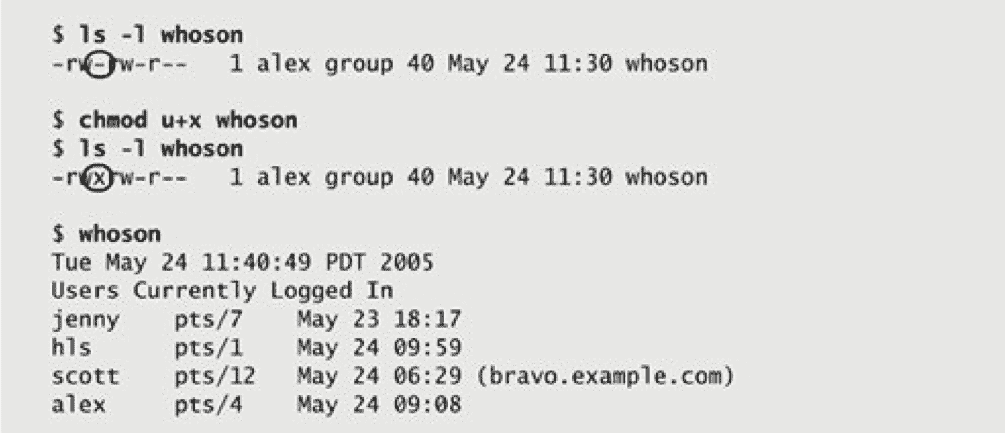 $ ls -l whoson
-rw-rw-r-- 1 alex group 40 May 24 11:30 whoson
$ chmod u+x whoson
$ ls -l whoson
-rwxrw-r-- 1 alex group 40 May 24 11:30 whoson
$ whoson
Tue May 24 11:40:49 PDT 2005
Users Currently Logged In
jenny pts/7 May 23 18:17
hls pts/1 May 24 09:59
scott pts/12 May 24 06:29 (bravo.example.com)
alex pts/4 May 24 09:08